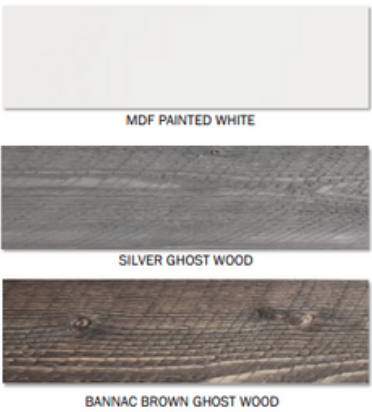 MDF PAINTED WHITE
SILVER GHOST WOOD
BANNAC BROWN GHOST WOOD